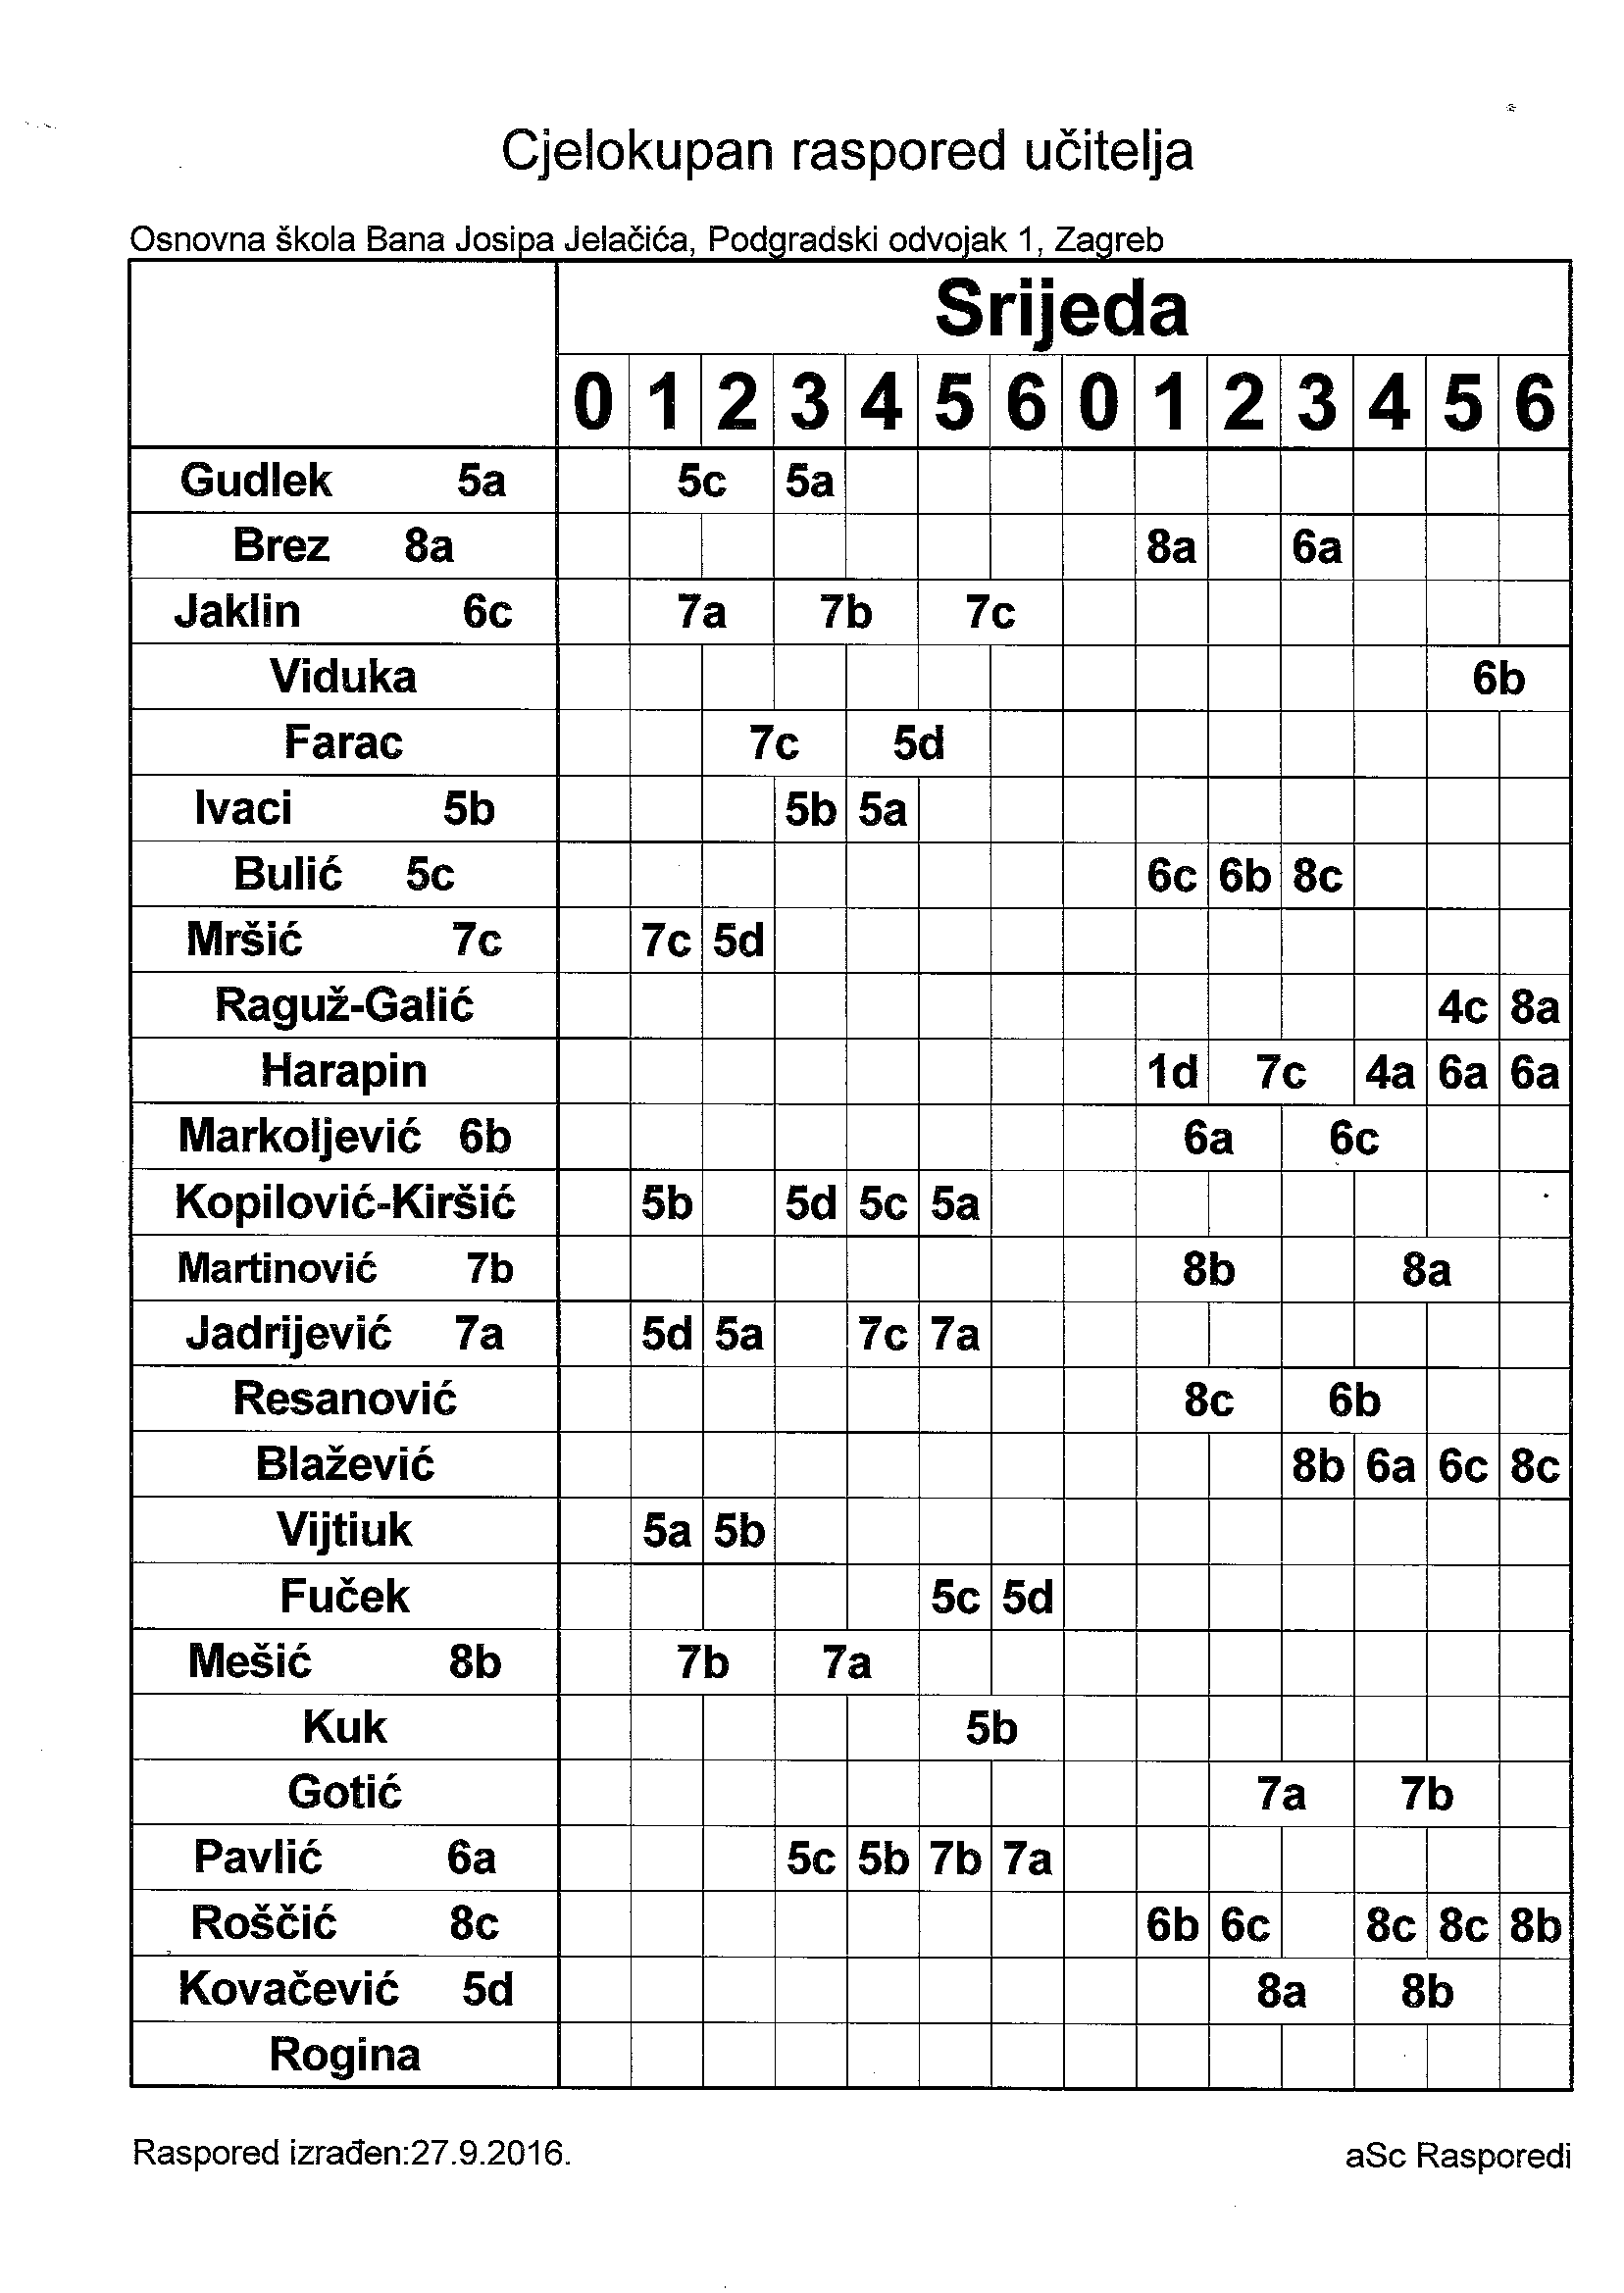 Cjelokupan raspored učitelja
Osnovna škola Bana Josipa Jelačića, Podgradski odvojak 1, Zagreb
Srijeda
0 1 2 3 4 5 6 0 1 2 3 4 5 6
Gudlek 5a 5c 5a
Brez 8a 8a 6a
Jaklin 6c 7a 7b 7c
Viduka 6b
Farac 7c 5d
Ivaci 5b 5b 5a
Bulić 5c 6c 6b 8c
Mršić 7c 7c 5d
Raguž-Galić 4c 8a
Harapin 1d 7c 4a 6a 6a
Markoljević 6b 6a 6c
Kopilović-Kiršić 5b 5d 5c 5a
Martinović 7b 8b 8a
Jadrijević 7a 5d 5a 7c 7a
Resanović 8c 6b
Blažević 8b 6a 6c 8c
Vijtiuk 5a 5b
Fuček 5c 5d
Mešić 8b 7b 7a
Kuk 5b
Gotić 7a 7b
Pavlić 6a 5c 5b 7b 7a
Roščić 8c 6b 6c 8c 8c 8b
Kovačević 5d 8a 8b
Rogina
Raspored izrađen:27.9.2016. aSc Rasporedi